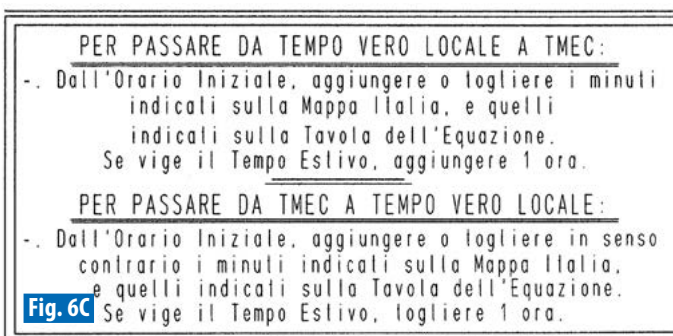 PER PASSARE DA TEMPO VERO LOCALE A TMEC:
-. Dall'Orario Iniziale, aggiungere o togliere i minuti
indicati sulla Mappa Italia, e quelli
indicati sulla Tavola dell'Equazione.
Se vige il Tempo Estivo, aggiungere 1 ora.
PER PASSARE DA TMEC A TEMPO VERO LOCALE:
-. Dall'Orario Iniziale, aggiungere o togliere in senso
contrario i minuti indicati sulla Mappa Italia,
e quelli indicati sulla Tavola dell'Equazione.
Se vige il Tempo Estivo, togliere 1 ora.
Fig. 6C